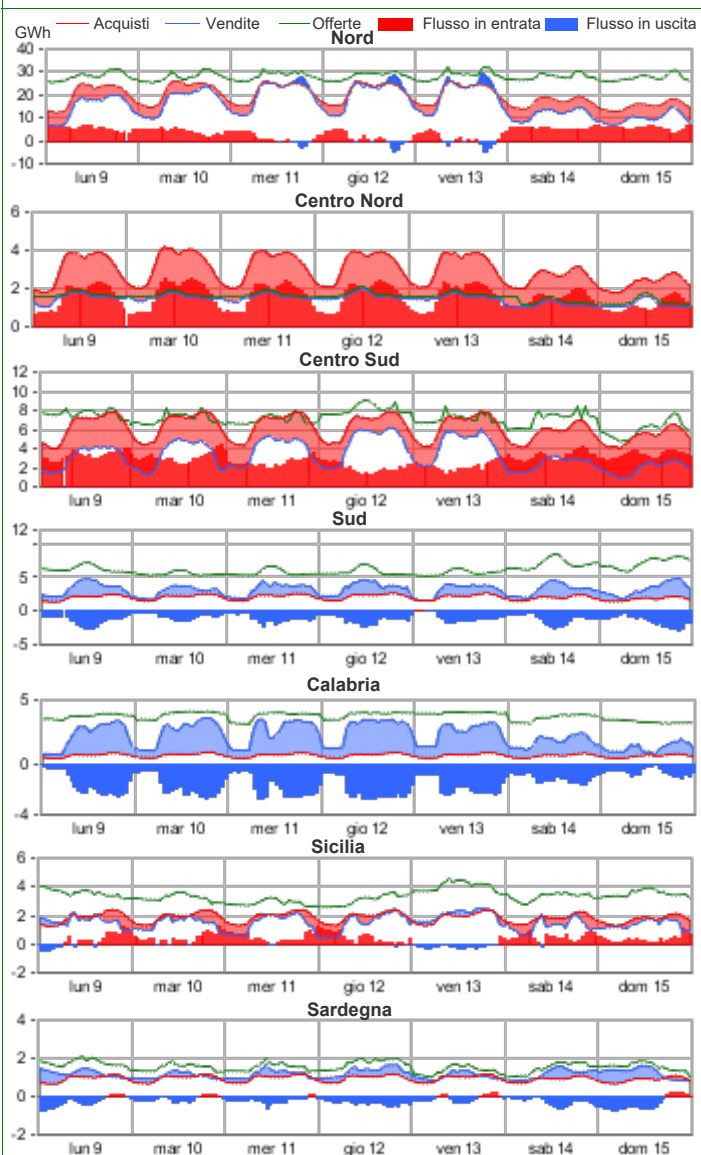 Acquisti Vendite Offerte Flusso in entrata Flusso in uscita
GWh
Nord
40
30
20
10
0
-10
lun 9 mar 10 mer 11 gio 12 ven 13 sab 14 dom 15
Centro Nord
6
4
2
0
lun 9 mar 10 mer 11 gio 12 ven 13 sab 14 dom 15
Centro Sud
12
10
8
6
4
2
0
lun 9 mar 10 mer 11 gio 12 ven 13 sab 14 dom 15
Sud
12
5
0
-5
lun 9 mar 10 mer 11 gio 12 ven 13 sab 14 dom 15
Calabria
5
0
-4
lun 9 mar 10 mer 11 gio 12 ven 13 sab 14 dom 15
Sicilia
6
4
2
0
-2
lun 9 mar 10 mer 11 gio 12 ven 13 sab 14 dom 15
Sardegna
4
2
0
-2
lun 9 mar 10 mer 11 gio 12 ven 13 sab 14 dom 15